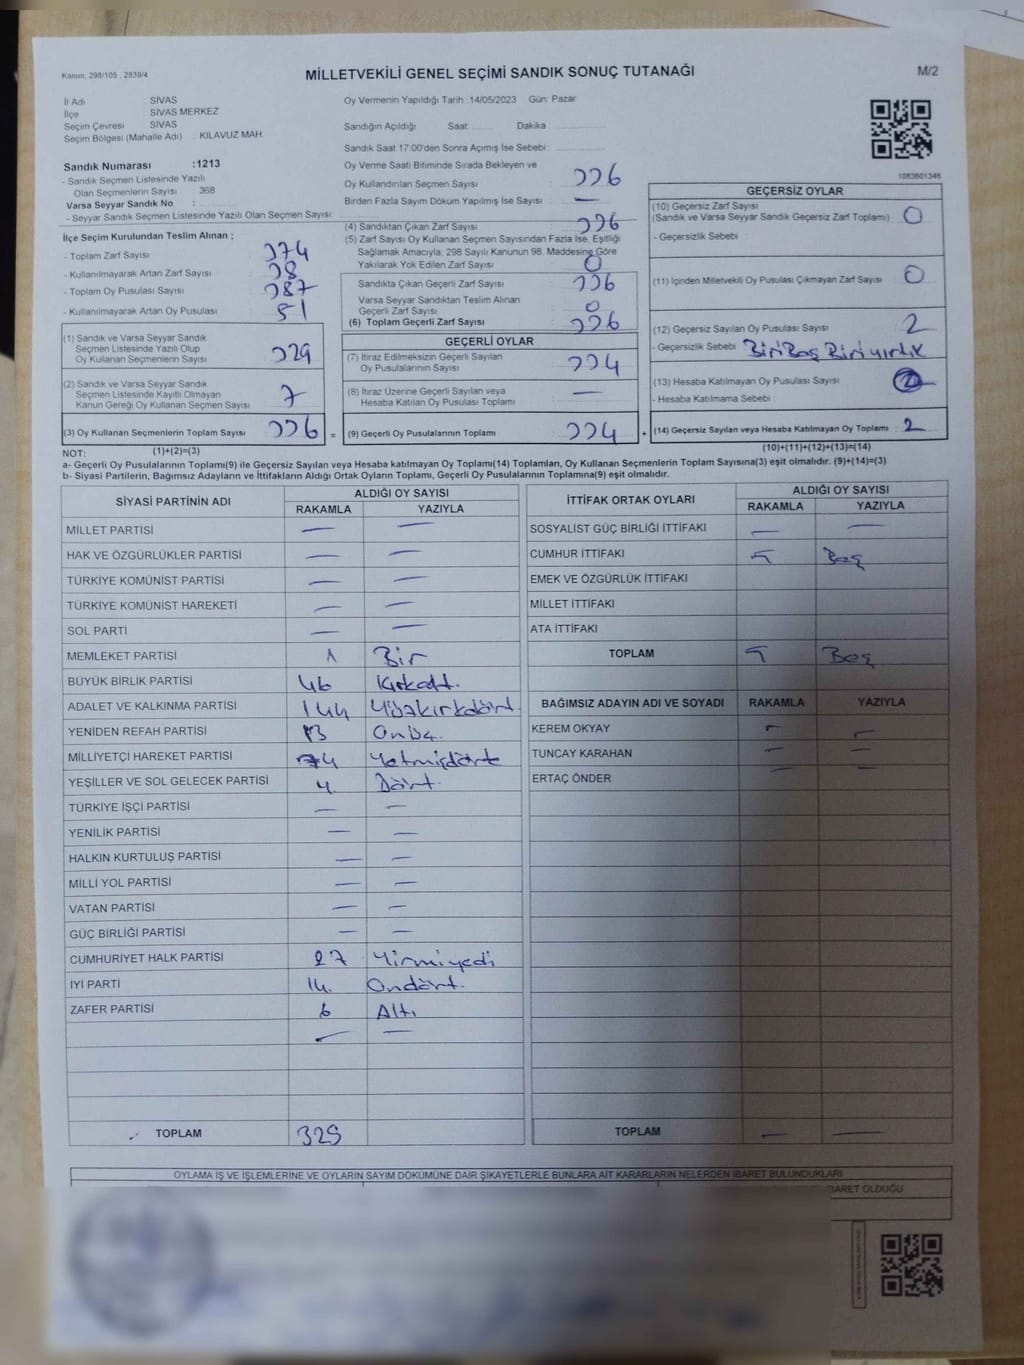 Kanun; 298/105 , 2839/4
MİLLETVEKİLİ GENEL SEÇİMİ SANDIK SONUÇ TUTANAĞI
M/2
İl Adı : SİVAS
İlçe SİVAS MERKEZ
Seçim Çevresi : SİVAS
Seçim Bölgesi (Mahalle Adı) : KILAVUZ MAH.
Sandık Numarası :1213
- Sandık Seçmen Listesinde Yazılı
Olan Seçmenlerin Sayısı : 368
Varsa Seyyar Sandık No :
- Seyyar Sandık Seçmen Listesinde Yazılı Olan Seçmen Sayısı:
İlçe Seçim Kurulundan Teslim Alınan ;
- Toplam Zarf Sayısı : 374
- Kullanılmayarak Artan Zarf Sayısı : 38
- Toplam Oy Pusulası Sayısı : 387
- Kullanılmayarak Artan Oy Pusulası : 51
(1) Sandık ve Varsa Seyyar Sandık
Seçmen Listesinde Yazılı Olup
Oy Kullanan Seçmenlerin Sayısı : 329
(2) Sandık ve Varsa Seyyar Sandık
Seçmen Listesinde Kayıtlı Olmayan
Kanun Gereği Oy Kullanan Seçmen Sayısı : 7
(3) Oy Kullanan Seçmenlerin Toplam Sayısı : 336 =
(1)+(2)=(3)
Oy Vermenin Yapıldığı Tarih :14/05/2023 Gün: Pazar
Sandığın Açıldığı Saat Dakika
Sandık Saat 17:00'den Sonra Açımış İse Sebebi :
Oy Verme Saati Bitiminde Sırada Bekleyen ve
Oy Kullandırılan Seçmen Sayısı : 336
Birden Fazla Sayım Döküm Yapılmış İse Sayısı : —
(4) Sandıktan Çıkan Zarf Sayısı : 336
(5) Zarf Sayısı Oy Kullanan Seçmen Sayısından Fazla İse, Eşitliği
Sağlamak Amacıyla; 298 Sayılı Kanunun 98. Maddesine Göre
Yakılarak Yok Edilen Zarf Sayısı : 0
Sandıkta Çıkan Geçerli Zarf Sayısı : 336
Varsa Seyyar Sandıktan Teslim Alınan
Geçerli Zarf Sayısı : 0
(6) Toplam Geçerli Zarf Sayısı : 336
GEÇERLİ OYLAR
(7) İtiraz Edilmeksizin Geçerli Sayılan
Oy Pusulalarının Sayısı : 334
(8) İtiraz Üzerine Geçerli Sayılan veya
Hesaba Katılan Oy Pusulası Toplamı : —
(9) Geçerli Oy Pusulalarının Toplamı : 334 +
1083601346
GEÇERSİZ OYLAR
(10) Geçersiz Zarf Sayısı
(Sandık ve Varsa Seyyar Sandık Geçersiz Zarf Toplamı) : 0
- Geçersizlik Sebebi :
(11) İçinden Milletvekili Oy Pusulası Çıkmayan Zarf Sayısı : 0
(12) Geçersiz Sayılan Oy Pusulası Sayısı : 2
- Geçersizlik Sebebi : Biri Boş Biri yırtık
(13) Hesaba Katılmayan Oy Pusulası Sayısı :
- Hesaba Katılmama Sebebi :
(14) Geçersiz Sayılan veya Hesaba Katılmayan Oy Toplamı : 2
(10)+(11)+(12)+(13)=(14)
NOT:
a- Geçerli Oy Pusulalarının Toplamı(9) ile Geçersiz Sayılan veya Hesaba katılmayan Oy Toplamı(14) Toplamları, Oy Kullanan Seçmenlerin Toplam Sayısına(3) eşit olmalıdır. (9)+(14)=(3)
b- Siyasi Partilerin, Bağımsız Adayların ve İttifakların Aldığı Ortak Oyların Toplamı, Geçerli Oy Pusulalarının Toplamına(9) eşit olmalıdır.
SİYASİ PARTİNİN ADI ALDIĞI OY SAYISI
RAKAMLA YAZIYLA
MİLLET PARTİSİ — —
HAK VE ÖZGÜRLÜKLER PARTİSİ — —
TÜRKİYE KOMÜNİST PARTİSİ — —
TÜRKİYE KOMÜNİST HAREKETİ — —
SOL PARTİ — —
MEMLEKET PARTİSİ 1 Bir
BÜYÜK BİRLİK PARTİSİ 46 Kırkaltı.
ADALET VE KALKINMA PARTİSİ 144 Yüzkırkdört.
YENİDEN REFAH PARTİSİ 13 Onüç.
MİLLİYETÇİ HAREKET PARTİSİ 74 Yetmişdört
YEŞİLLER VE SOL GELECEK PARTİSİ 4. Dört.
TÜRKİYE İŞÇİ PARTİSİ — —
YENİLİK PARTİSİ — —
HALKIN KURTULUŞ PARTİSİ — —
MİLLİ YOL PARTİSİ — —
VATAN PARTİSİ — —
GÜÇ BİRLİĞİ PARTİSİ — —
CUMHURİYET HALK PARTİSİ 27 Yirmiyedi
İYİ PARTİ 14. Ondört.
ZAFER PARTİSİ 6 Altı
— —
TOPLAM 329
İTTİFAK ORTAK OYLARI ALDIĞI OY SAYISI
RAKAMLA YAZIYLA
SOSYALİST GÜÇ BİRLİĞİ İTTİFAKI — —
CUMHUR İTTİFAKI 5 Beş
EMEK VE ÖZGÜRLÜK İTTİFAKI
MİLLET İTTİFAKI
ATA İTTİFAKI
TOPLAM 5 Beş
BAĞIMSIZ ADAYIN ADI VE SOYADI RAKAMLA YAZIYLA
KEREM OKYAY — —
TUNCAY KARAHAN — —
ERTAÇ ÖNDER — —
TOPLAM — —
OYLAMA İŞ VE İŞLEMLERİNE VE OYLARIN SAYIM DÖKÜMÜNE DAİR ŞİKAYETLERLE BUNLARA AİT KARARLARIN NELERDEN İBARET BULUNDUKLARI
İBARET OLDUĞU